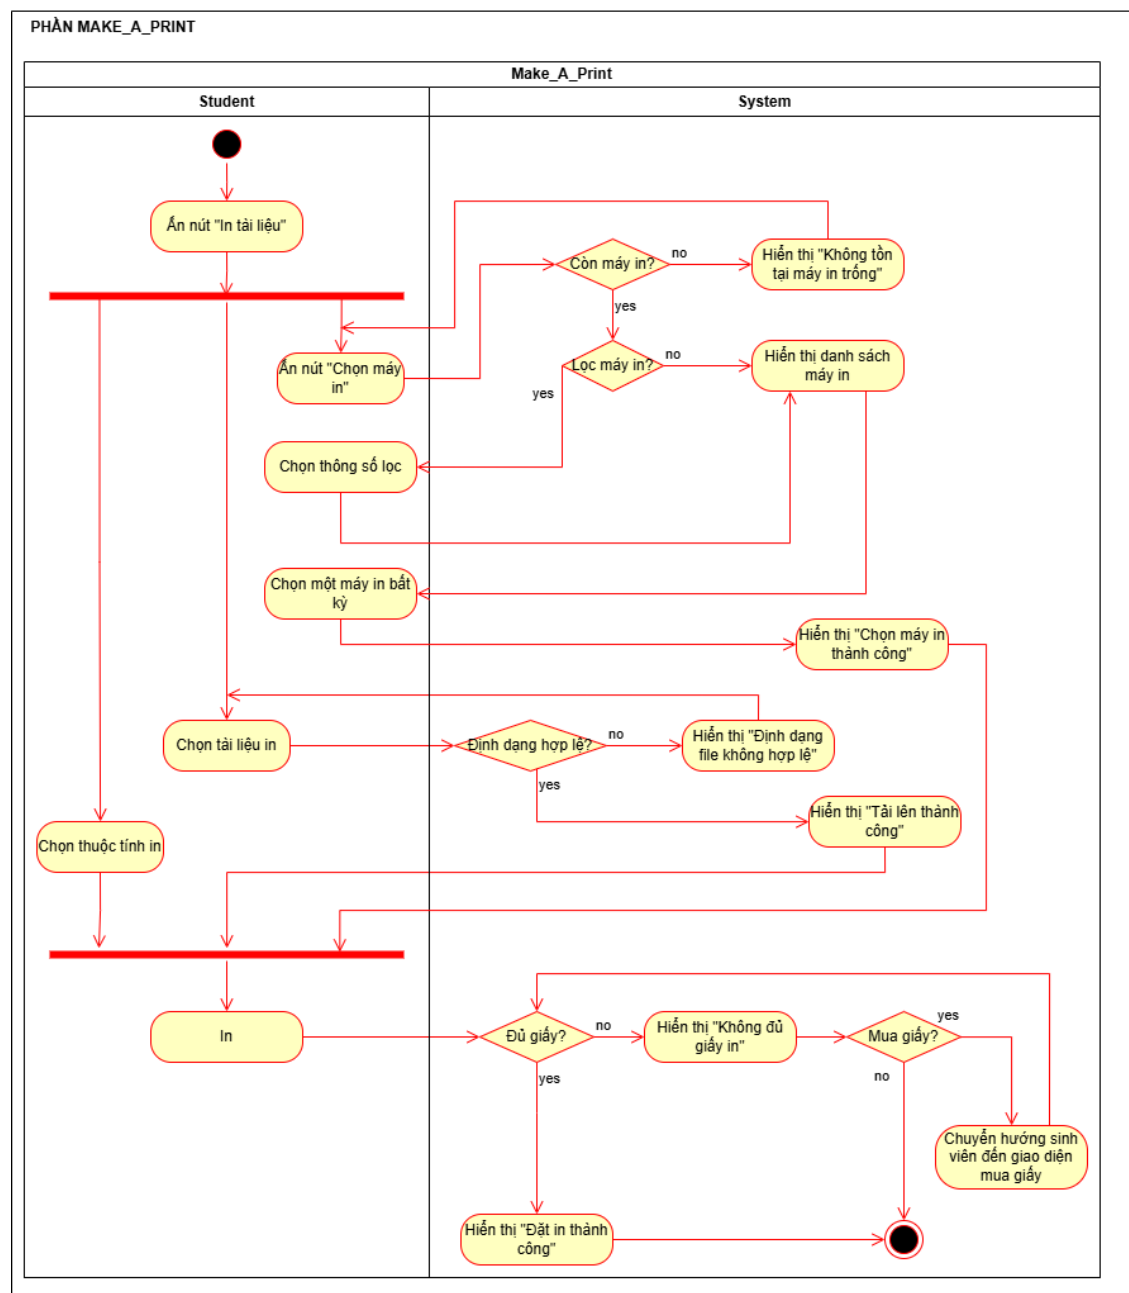 PHẦN MAKE_A_PRINT
Make_A_Print
Student
System
Ấn nút "In tài liệu"
Còn máy in?
no
Hiển thị "Không tồn
tại máy in trống"
yes
Ấn nút "Chọn máy
in"
Lọc máy in?
no
Hiển thị danh sách
máy in
yes
Chọn thông số lọc
Chọn một máy in bất
kỳ
Hiển thị "Chọn máy in
thành công"
Chọn tài liệu in
Định dạng hợp lệ?
no
Hiển thị "Định dạng
file không hợp lệ"
yes
Hiển thị "Tải lên thành
công"
Chọn thuộc tính in
In
Đủ giấy?
no
Hiển thị "Không đủ
giấy in"
Mua giấy?
yes
yes
no
Chuyển hướng sinh
viên đến giao diện
mua giấy
Hiển thị "Đặt in thành
công"